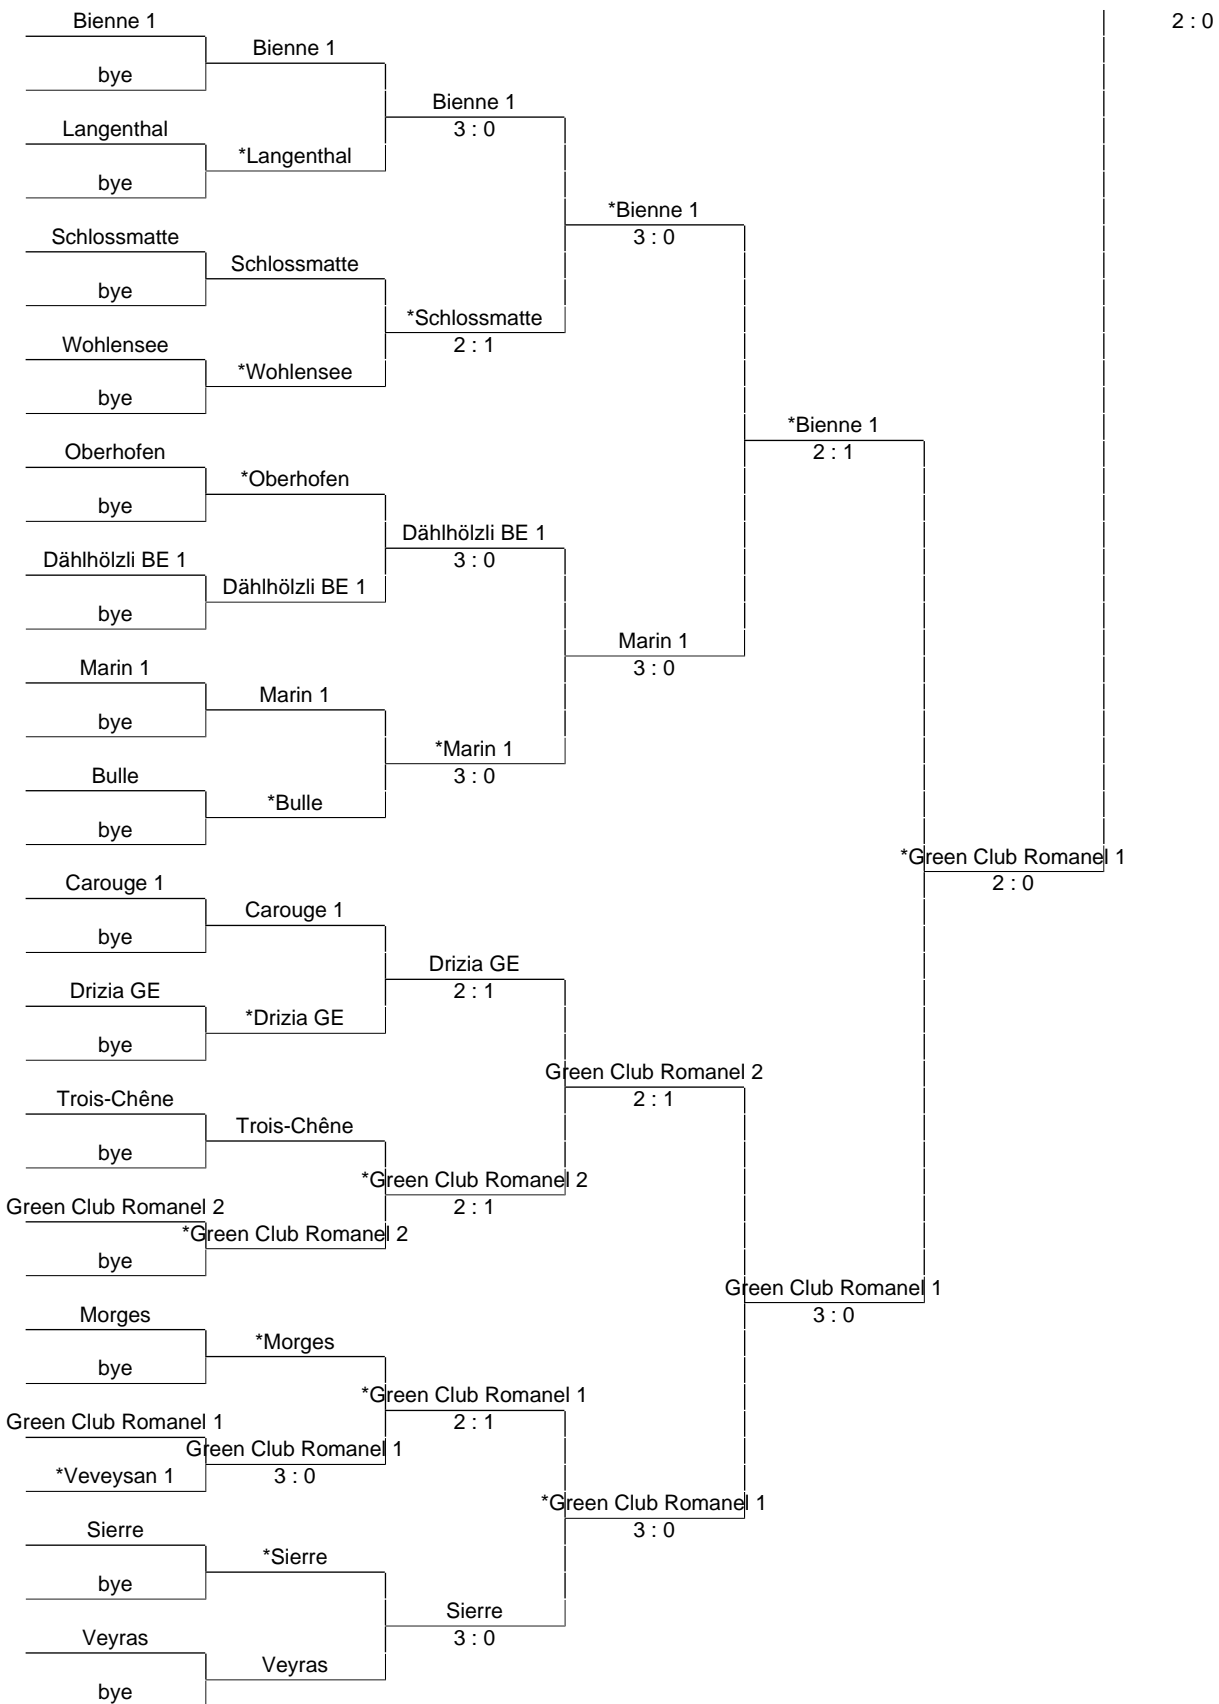 Bienne 1
2 : 0
Bienne 1
bye
Bienne 1
3 : 0
Langenthal
*Langenthal
bye
*Bienne 1
3 : 0
Schlossmatte
Schlossmatte
bye
*Schlossmatte
2 : 1
Wohlensee
*Wohlensee
bye
*Bienne 1
2 : 1
Oberhofen
*Oberhofen
bye
Dählhölzli BE 1
3 : 0
Dählhölzli BE 1
Dählhölzli BE 1
bye
Marin 1
3 : 0
Marin 1
Marin 1
bye
*Marin 1
3 : 0
Bulle
*Bulle
bye
*Green Club Romanel 1
2 : 0
Carouge 1
Carouge 1
bye
Drizia GE
2 : 1
Drizia GE
*Drizia GE
bye
Green Club Romanel 2
2 : 1
Trois-Chêne
Trois-Chêne
bye
*Green Club Romanel 2
2 : 1
Green Club Romanel 2
*Green Club Romanel 2
bye
Green Club Romanel 1
3 : 0
Morges
*Morges
bye
*Green Club Romanel 1
2 : 1
Green Club Romanel 1
Green Club Romanel 1
3 : 0
*Veveysan 1
*Green Club Romanel 1
3 : 0
Sierre
*Sierre
bye
Sierre
3 : 0
Veyras
Veyras
bye